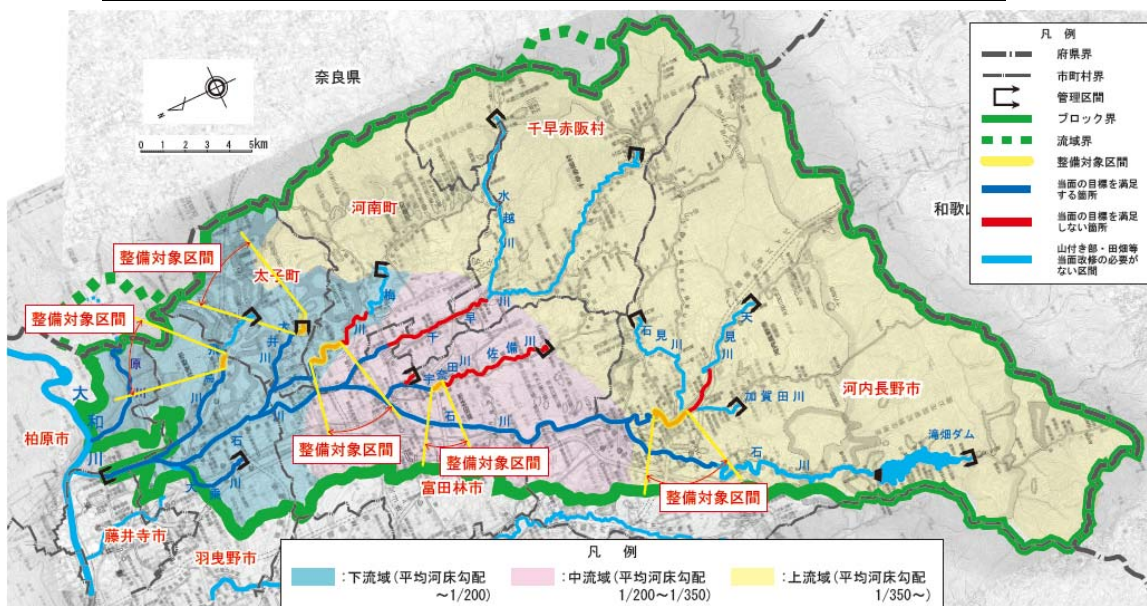 奈良県
0 1 2 3 4 5km
千早赤阪村
河南町
和歌山
水越川
整備対象区間
太子町
梅川
整備対象区間
千早川
佐備川
宇奈田川
石見川
天見川
河内長野市
加賀田川
滝畑ダム
原川
飛鳥川
太井川
大和川
柏原市
石川
石川
石川
大乗川
整備対象区間
整備対象区間
整備対象区間
富田林市
藤井寺市
羽曳野市
凡 例
府県界
市町村界
管理区間
ブロック界
流域界
整備対象区間
当面の目標を満足
する箇所
当面の目標を満足
しない箇所
山付き部・田畑等
当面改修の必要が
ない区間
凡 例
:下流域(平均河床勾配
~1/200)
:中流域(平均河床勾配
1/200~1/350)
:上流域(平均河床勾配
1/350~)